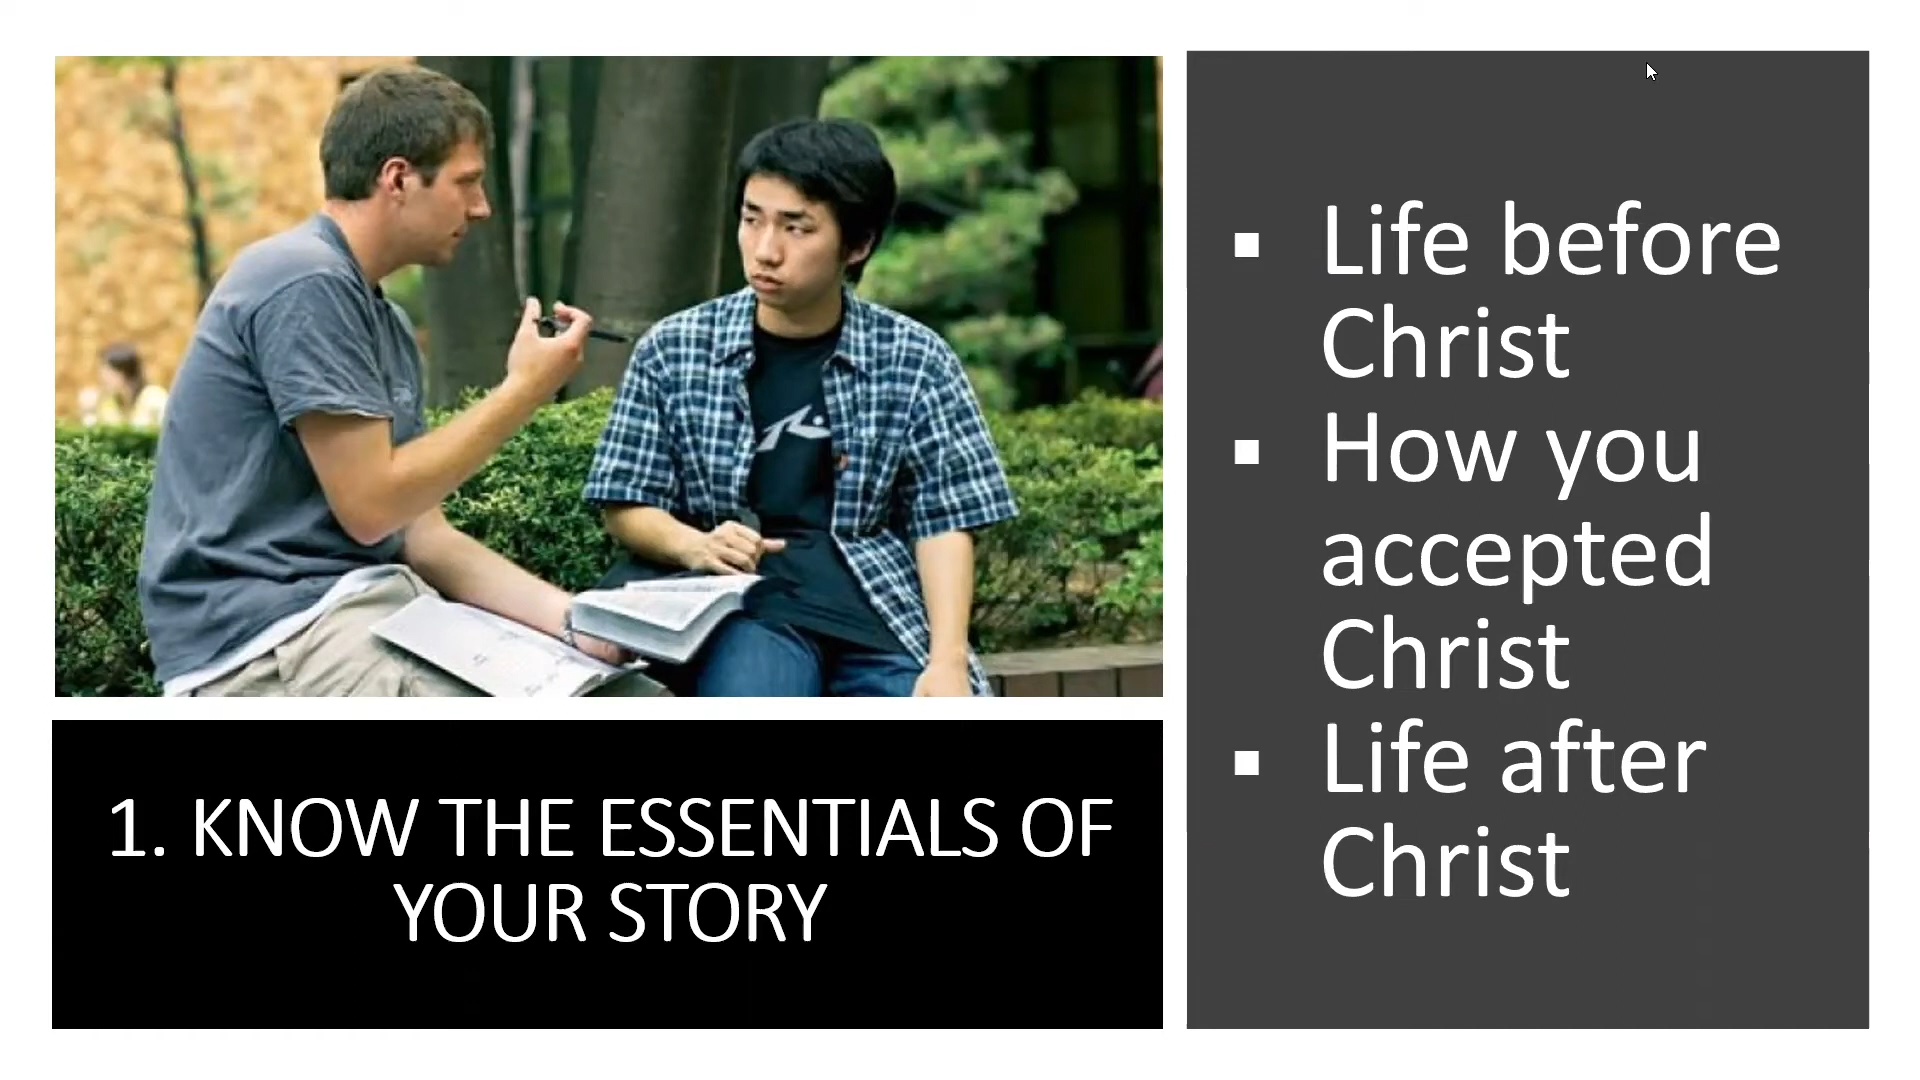 1. KNOW THE ESSENTIALS OF
YOUR STORY
▪ Life before
Christ
▪ How you
accepted
Christ
▪ Life after
Christ